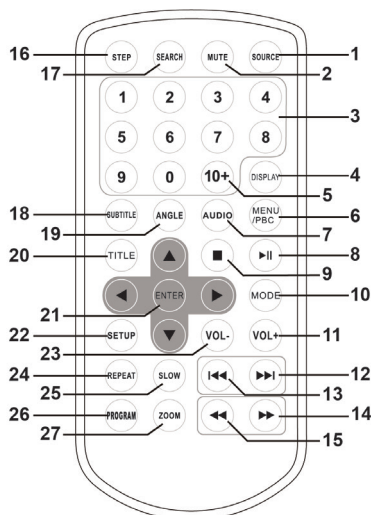 16 STEP SEARCH MUTE SOURCE 1
17 2
1 2 3 4
3
5 6 7 8
9 0 10+ DISPLAY 4
5
18 SUBTITLE ANGLE AUDIO MENU /PBC 6
19 7
20 TITLE 8
9
21 ENTER MODE 10
22 SETUP VOL- VOL+ 11
23
24 REPEAT SLOW 12
25 13
26 PROGRAM ZOOM 14
27 15